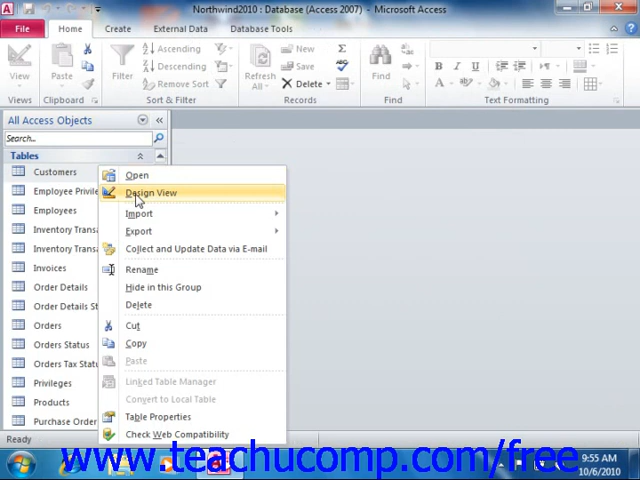 Northwind2010 : Database (Access 2007) - Microsoft Access
File Home Create External Data Database Tools
View
Paste
Filter
Ascending
Descending
Remove Sort
Refresh All
New
Save
Delete
Find
Views Clipboard Sort & Filter Records Find Text Formatting
All Access Objects
Search...
Tables
Customers
Employee Privile
Employees
Inventory Transa
Inventory Transa
Invoices
Order Details
Order Details St
Orders
Orders Status
Orders Tax Statu
Privileges
Products
Purchase Order
Open
Design View
Import
Export
Collect and Update Data via E-mail
Rename
Hide in this Group
Delete
Cut
Copy
Paste
Linked Table Manager
Convert to Local Table
Table Properties
Check Web Compatibility
Ready
www.teachucomp.com/free
9:55 AM
10/6/2010